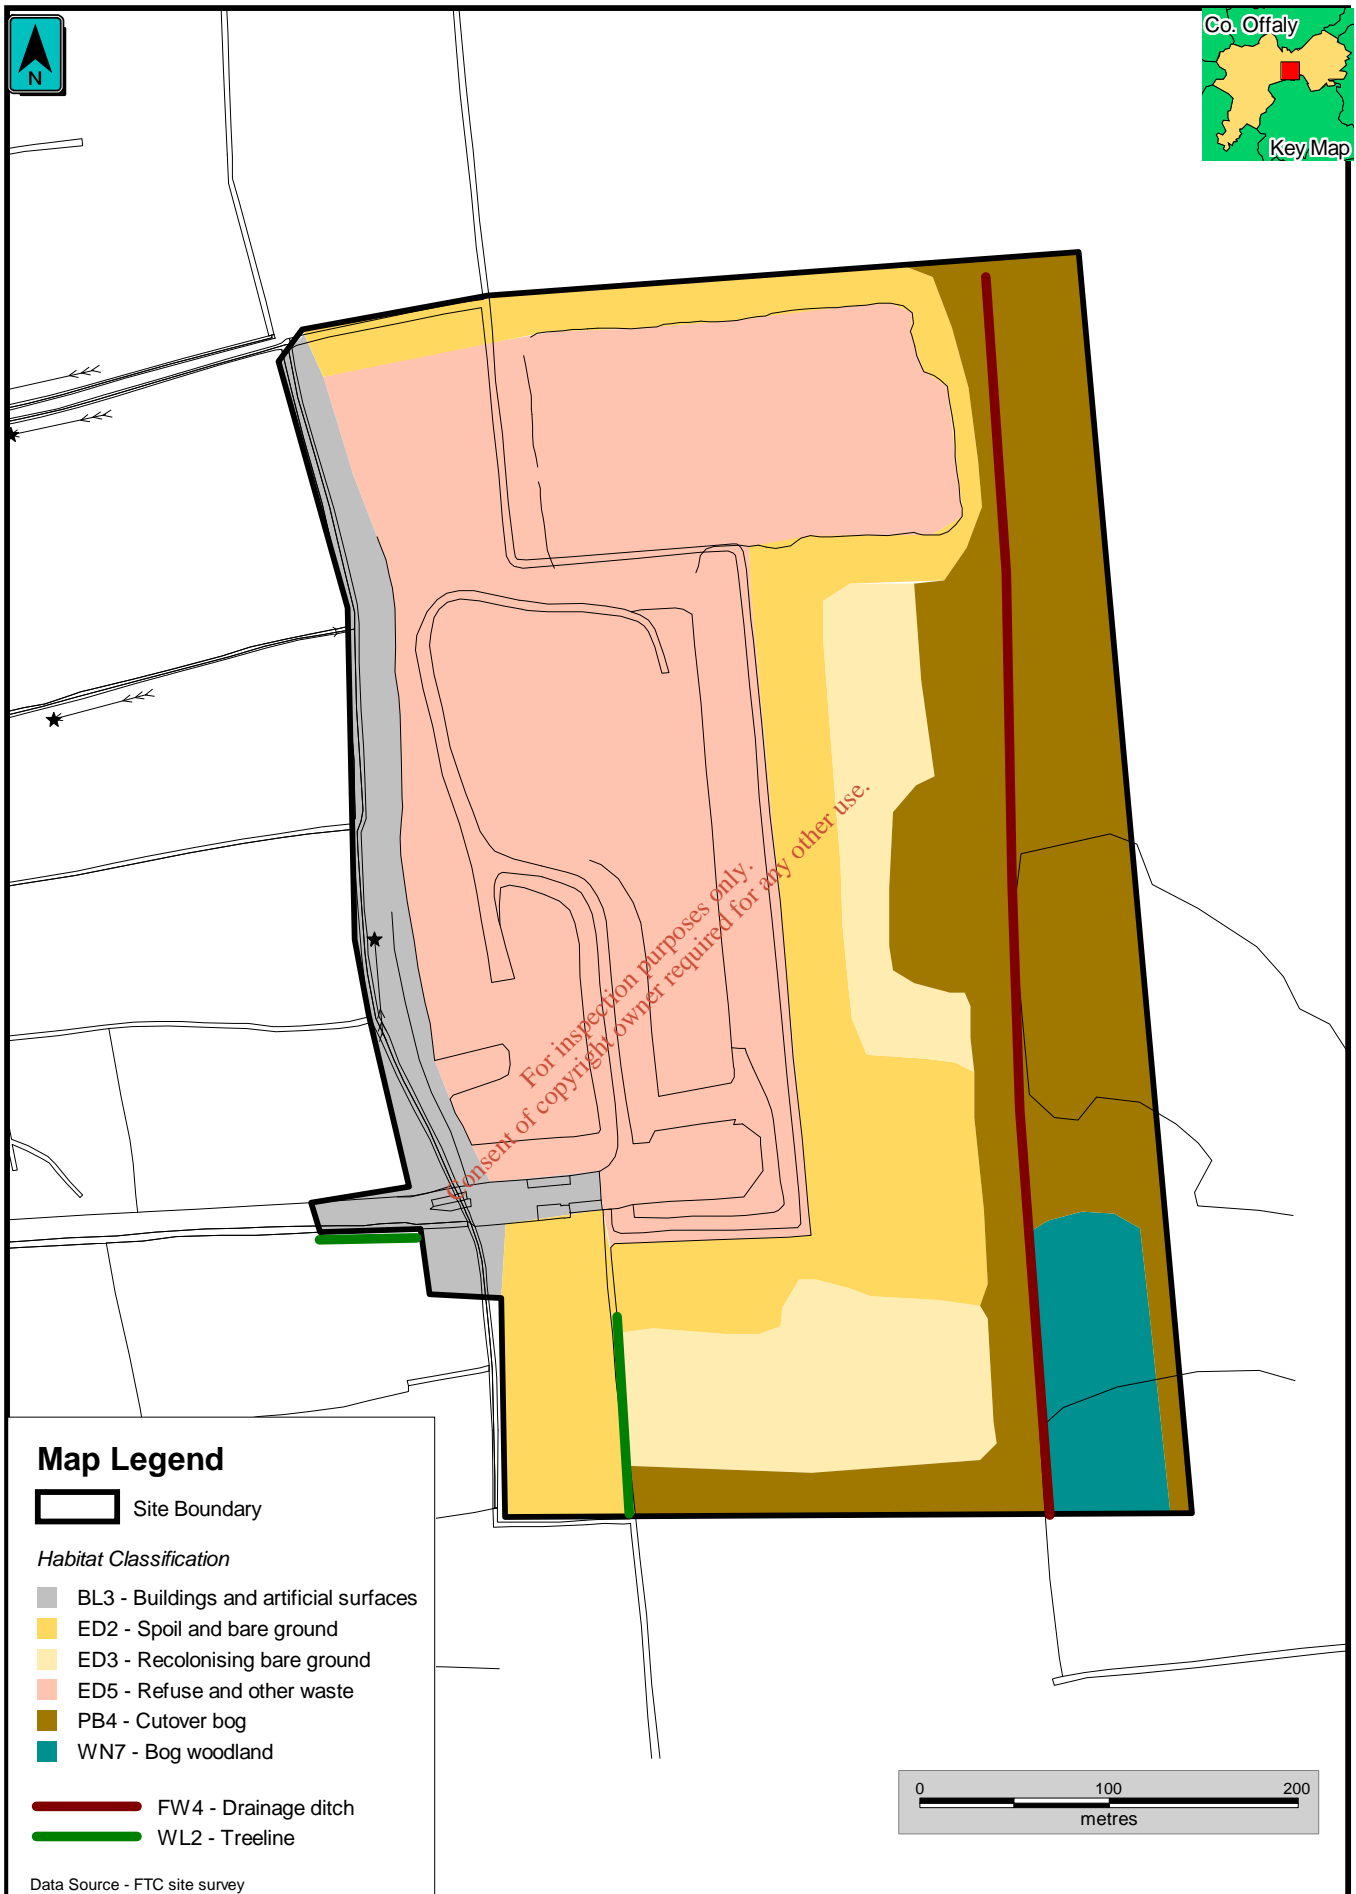 N
Co. Offaly
Key Map
For inspection purposes only.
Consent of copyright owner required for any other use.
Map Legend
Site Boundary
Habitat Classification
BL3 - Buildings and artificial surfaces
ED2 - Spoil and bare ground
ED3 - Recolonising bare ground
ED5 - Refuse and other waste
PB4 - Cutover bog
WN7 - Bog woodland
FW4 - Drainage ditch
WL2 - Treeline
Data Source - FTC site survey
0 100 200
metres